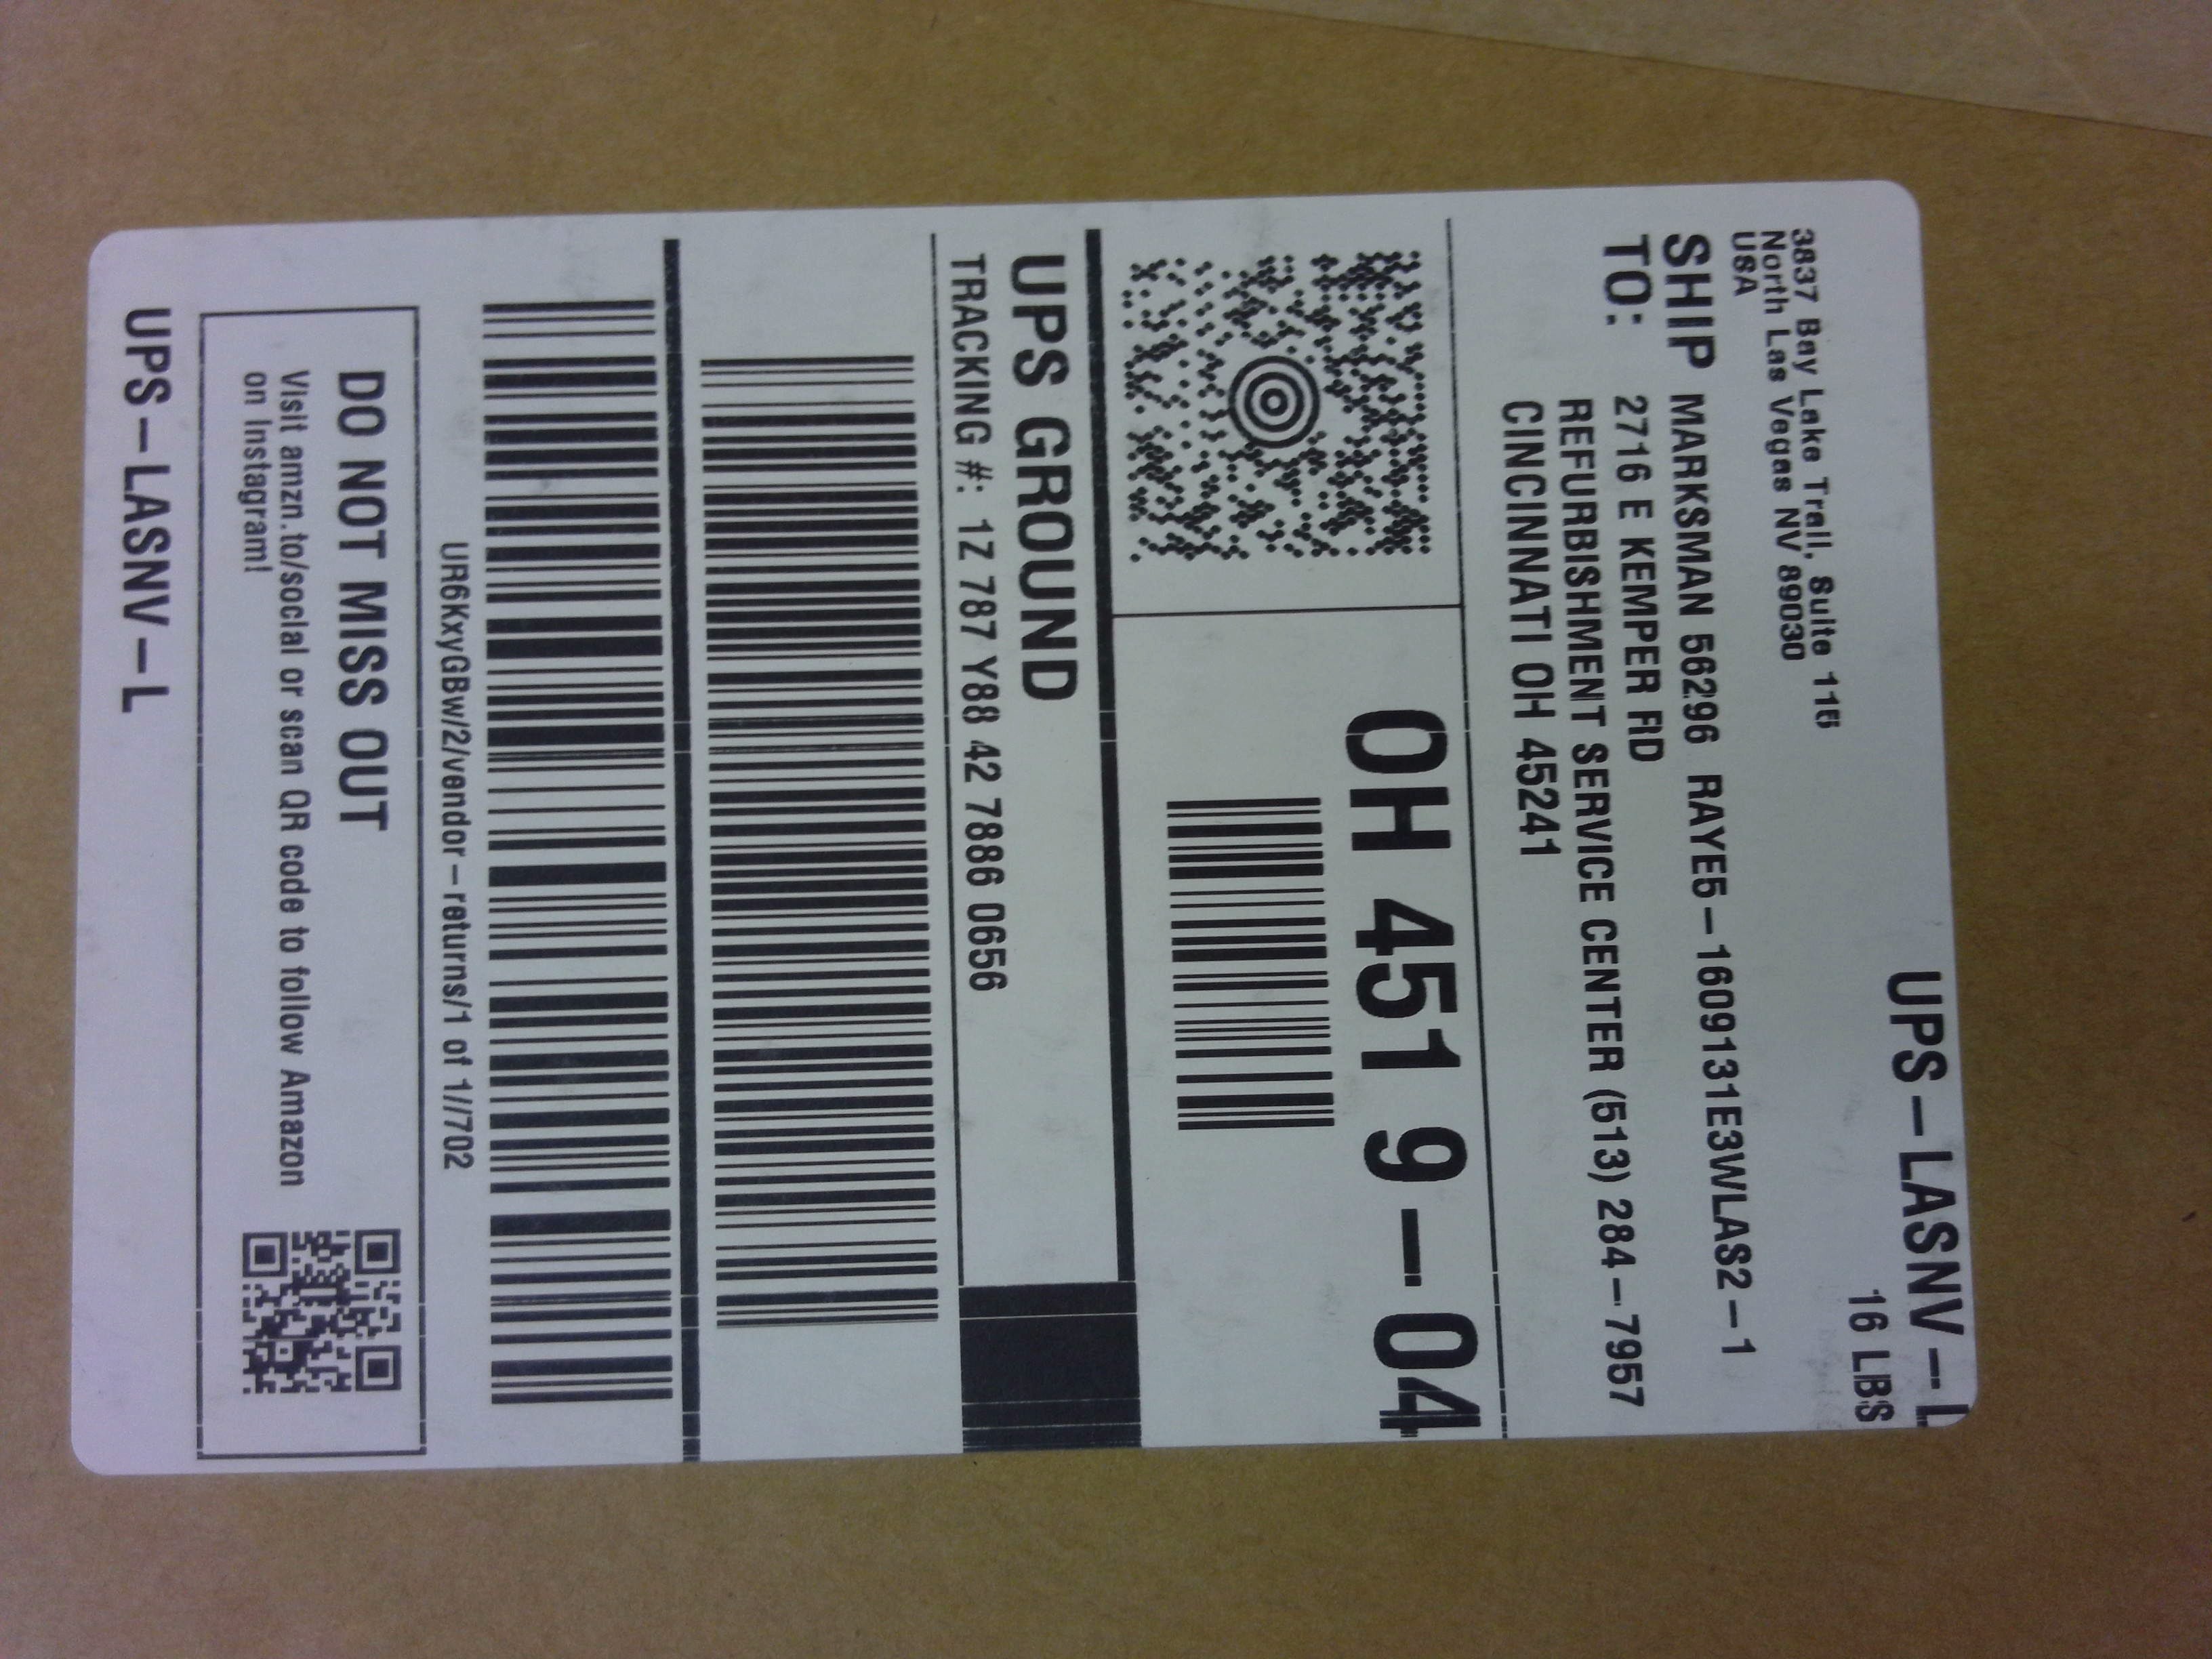 UPS-LASNV-L
16 LBS
3837 Bay Lake Trail, Suite 115
North Las Vegas NV 89030
USA
SHIP MARKSMAN 56296 RAYE5-1609131E3WLAS2-1
TO: 2716 E KEMPER RD
REFURBISHMENT SERVICE CENTER (513) 284-7957
CINCINNATI OH 45241
OH 451 9-04
UPS GROUND
TRACKING #: 1Z 787 Y88 42 7886 0656
UR6KxyGBw/2/vendor-returns/1 of 1//702
DO NOT MISS OUT
Visit amzn.to/social or scan QR code to follow Amazon
on Instagram!
UPS-LASNV-L